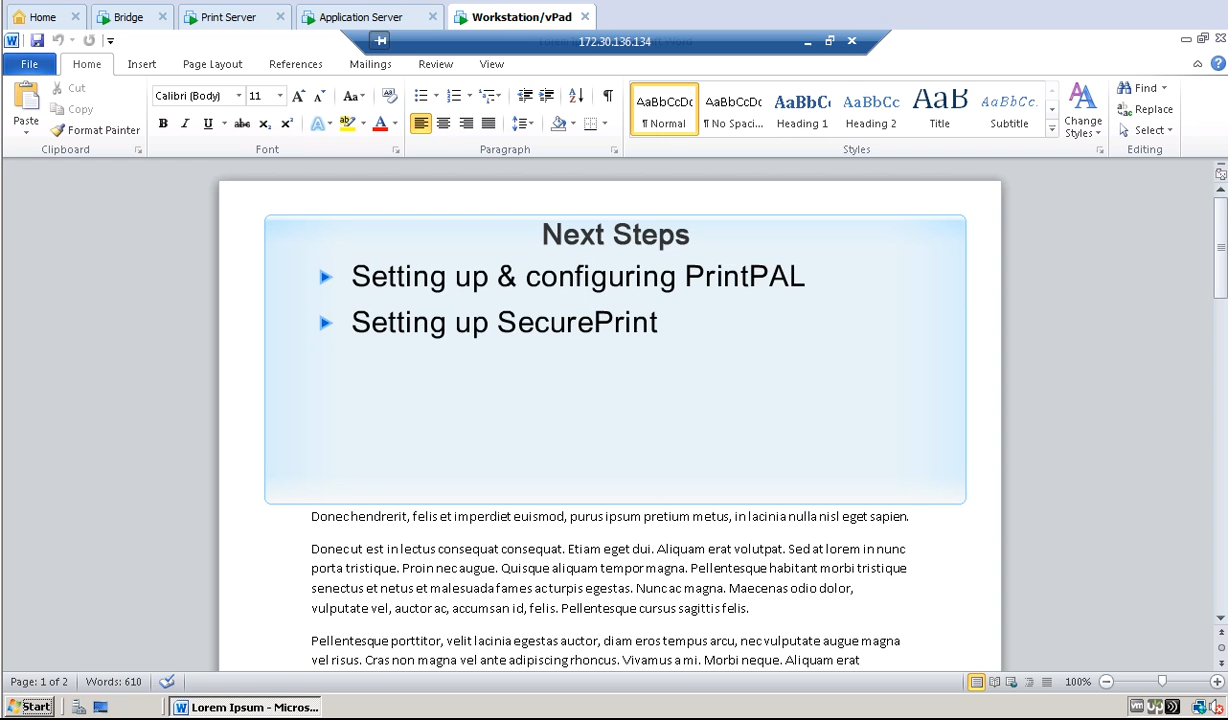 Home
Bridge
Print Server
Application Server
Workstation/vPad
172.30.136.134
File
Home
Insert
Page Layout
References
Mailings
Review
View
Paste
Cut
Copy
Format Painter
Clipboard
Calibri (Body)
11
Font
Paragraph
AaBbCcDc
¶ Normal
AaBbCcDc
¶ No Spaci...
AaBbCc
Heading 1
AaBbCc
Heading 2
AaB
Title
AaBbCc.
Subtitle
Change
Styles
Styles
Find
Replace
Select
Editing
Next Steps
Setting up & configuring PrintPAL
Setting up SecurePrint
Donec hendrerit, felis et imperdiet euismod, purus ipsum pretium metus, in lacinia nulla nisl eget sapien.
Donec ut est in lectus consequat consequat. Etiam eget dui. Aliquam erat volutpat. Sed at lorem in nunc
porta tristique. Proin nec augue. Quisque aliquam tempor magna. Pellentesque habitant morbi tristique
senectus et netus et malesuada fames ac turpis egestas. Nunc ac magna. Maecenas odio dolor,
vulputate vel, auctor ac, accumsan id, felis. Pellentesque cursus sagittis felis.
Pellentesque porttitor, velit lacinia egestas auctor, diam eros tempus arcu, nec vulputate augue magna
vel risus. Cras non magna vel ante adipiscing rhoncus. Vivamus a mi. Morbi neque. Aliquam erat
Page: 1 of 2
Words: 610
100%
Start
Lorem Ipsum - Micros...